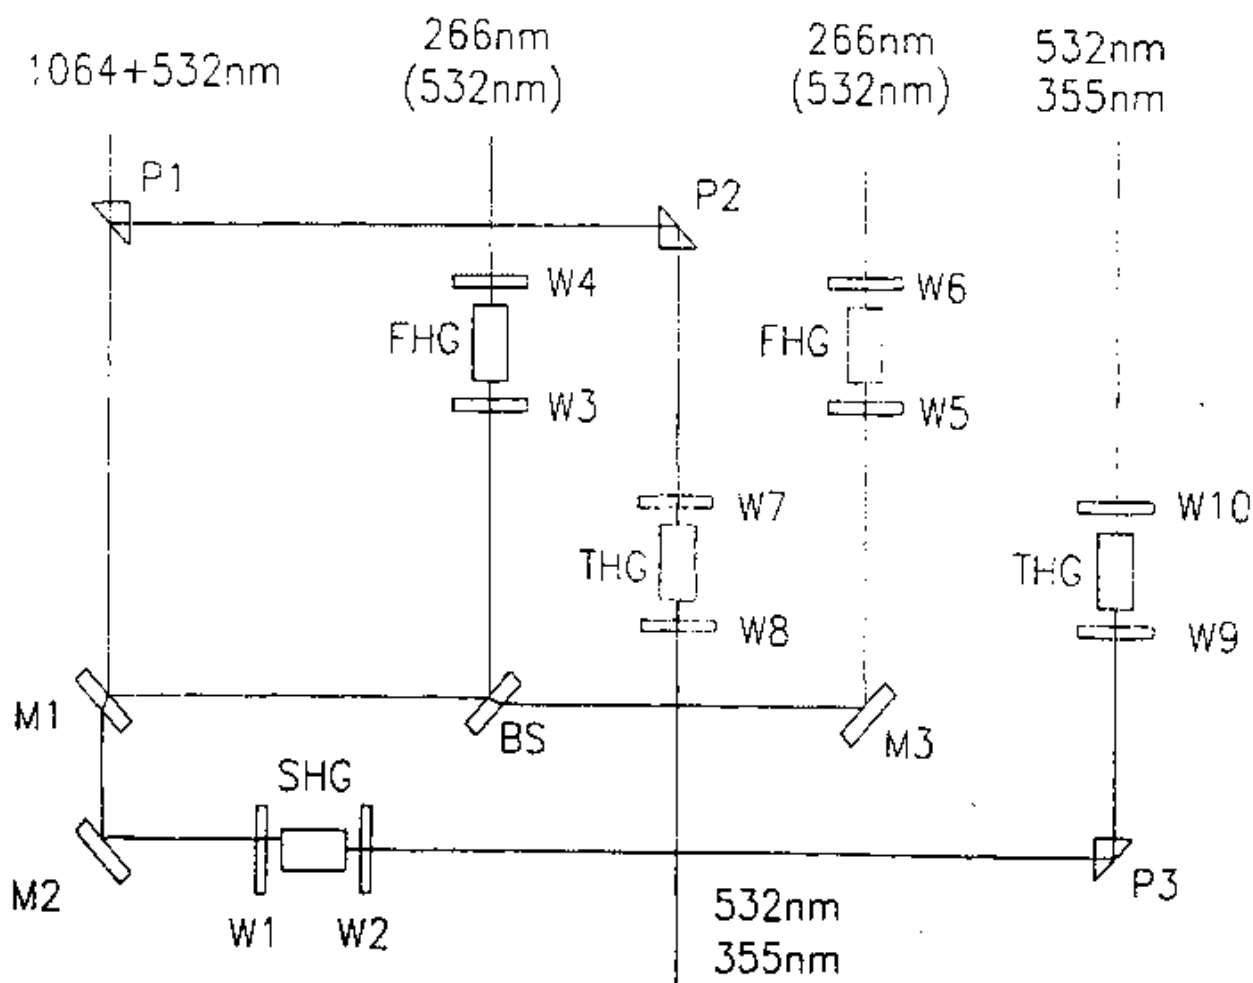 1064+532nm
266nm
(532nm)
266nm
(532nm)
532nm
355nm
P1
P2
W4
W6
FHG
FHG
W3
W5
W7
W10
THG
THG
W8
W9
M1
BS
M3
SHG
M2
P3
W1
W2
532nm
355nm